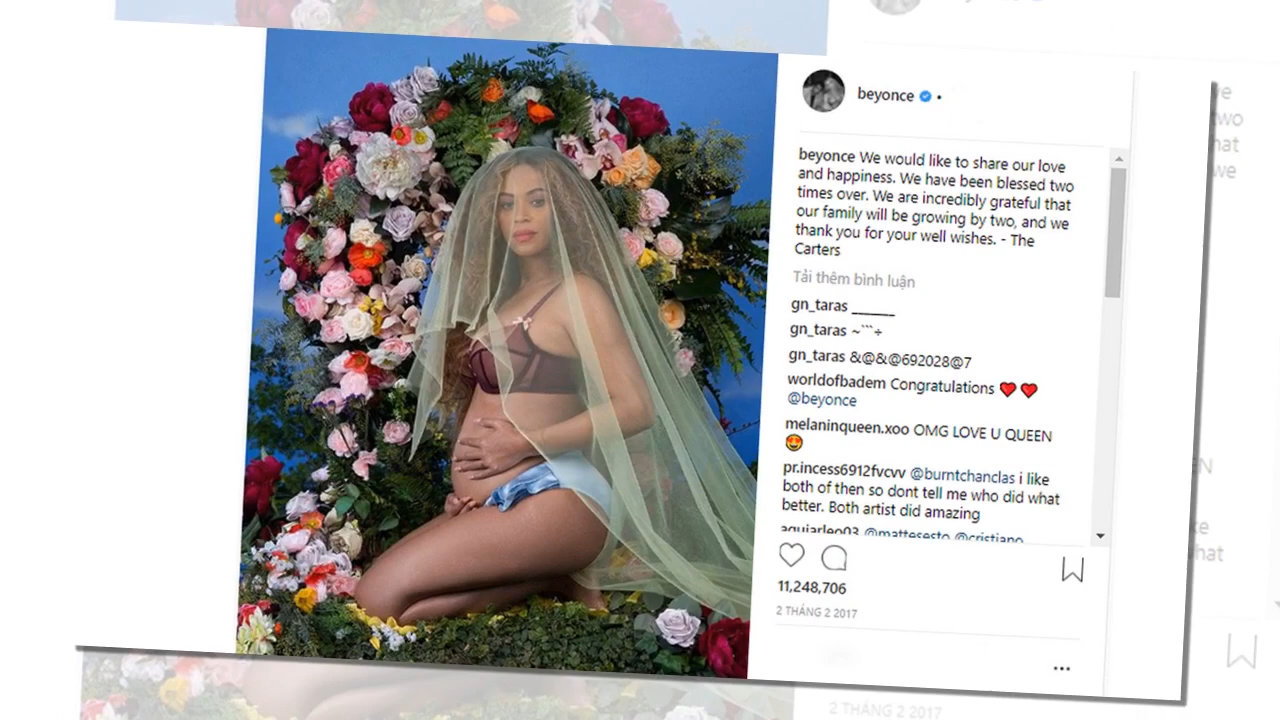 beyonce •
beyonce We would like to share our love
and happiness. We have been blessed two
times over. We are incredibly grateful that
our family will be growing by two, and we
thank you for your well wishes. - The
Carters
Tải thêm bình luận
gn_taras ______
gn_taras ~```÷
gn_taras &@&@692028@7
worldofbadem Congratulations ❤️ ❤️
@beyonce
melaninqueen.xoo OMG LOVE U QUEEN
😍
pr.incess6912fvcvv @burntchanclas i like
both of then so dont tell me who did what
better. Both artist did amazing
aguiarleo03 @mattesesto @cristiano
11,248,706
2 THÁNG 2 2017
2 THÁNG 2 2017